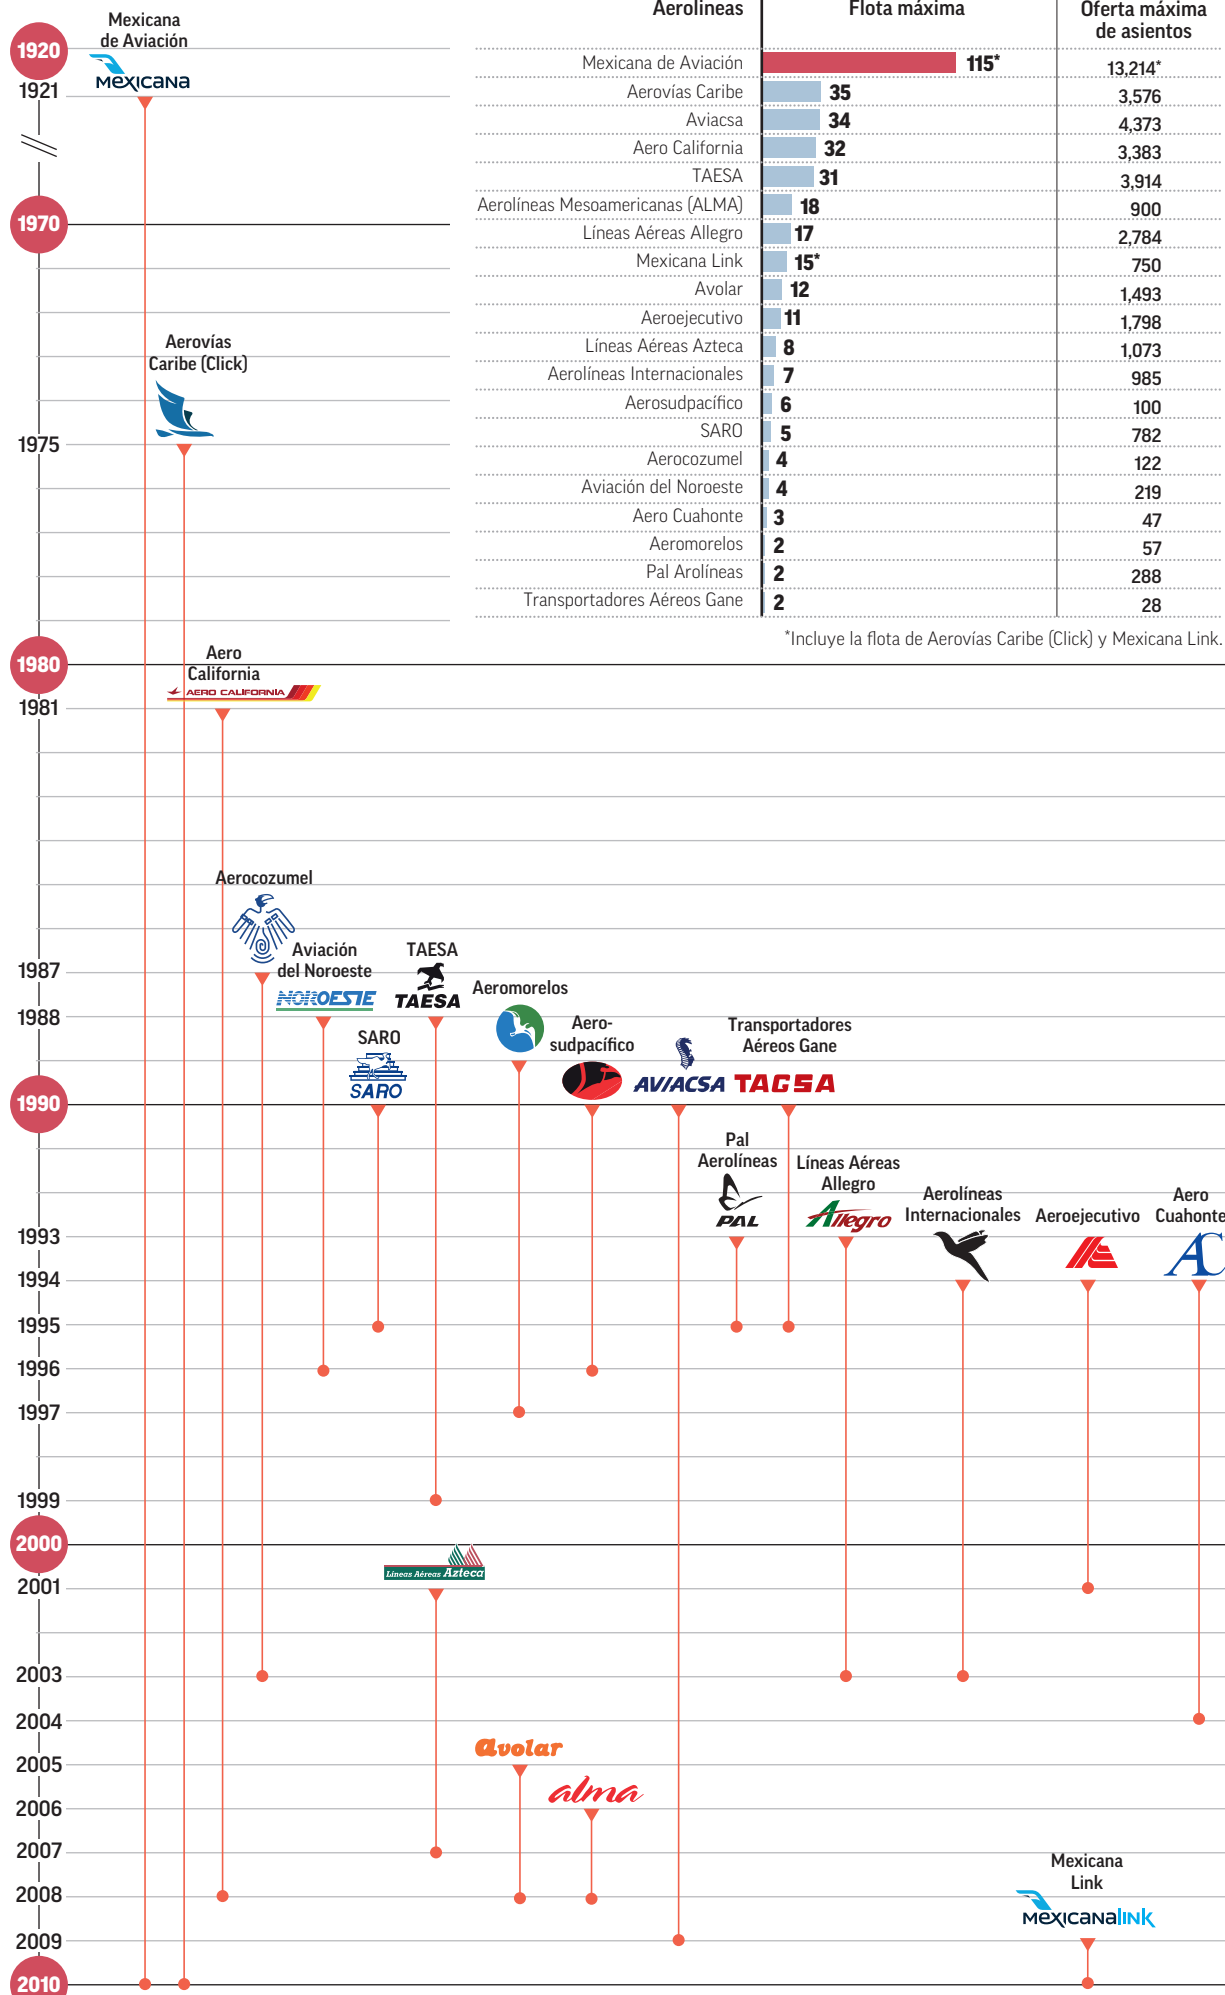 Aerolineas
Flota máxima
Oferta máxima
de asientos
Mexicana de Aviación 115* 13,214*
Aerovías Caribe 35 3,576
Aviacsa 34 4,373
Aero California 32 3,383
TAESA 31 3,914
Aerolíneas Mesoamericanas (ALMA) 18 900
Líneas Aéreas Allegro 17 2,784
Mexicana Link 15* 750
Avolar 12 1,493
Aeroejecutivo 11 1,798
Líneas Aéreas Azteca 8 1,073
Aerolíneas Internacionales 7 985
Aerosudpacífico 6 100
SARO 5 782
Aerocozumel 4 122
Aviación del Noroeste 4 219
Aero Cuahonte 3 47
Aeromorelos 2 57
Pal Arolíneas 2 288
Transportadores Aéreos Gane 2 28
*Incluye la flota de Aerovías Caribe (Click) y Mexicana Link.
Mexicana
de Aviación
MEXICANA
1920
1921
1970
Aerovías
Caribe (Click)
1975
1980
Aero
California
AERO CALIFORNIA
1981
Aerocozumel
1987
Aviación
del Noroeste
NOROESTE
TAESA
TAESA
1988
SARO
SARO
Aeromorelos
Aero-
sudpacífico
AVIACSA
Transportadores
Aéreos Gane
TAGSA
1990
Pal
Aerolíneas
PAL
Líneas Aéreas
Allegro
Allegro
Aerolíneas
Internacionales
Aeroejecutivo
Aero
Cuahonte
AC
1993
1994
1995
1996
1997
1999
2000
Líneas Aéreas Azteca
2001
2003
2004
avolar
2005
alma
2006
2007
Mexicana
Link
MEXICANAlink
2008
2009
2010